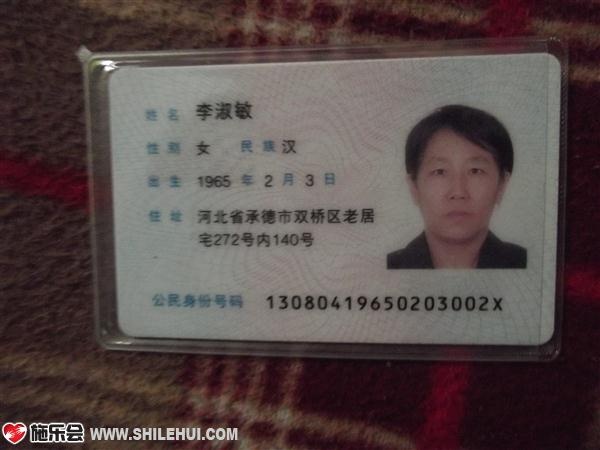 姓名 李淑敏
性别 女 民族 汉
出生 1965 年 2 月 3 日
住址 河北省承德市双桥区老居
宅272号内140号
公民身份号码 13080419650203002X
施乐会 WWW.SHILEHUI.COM